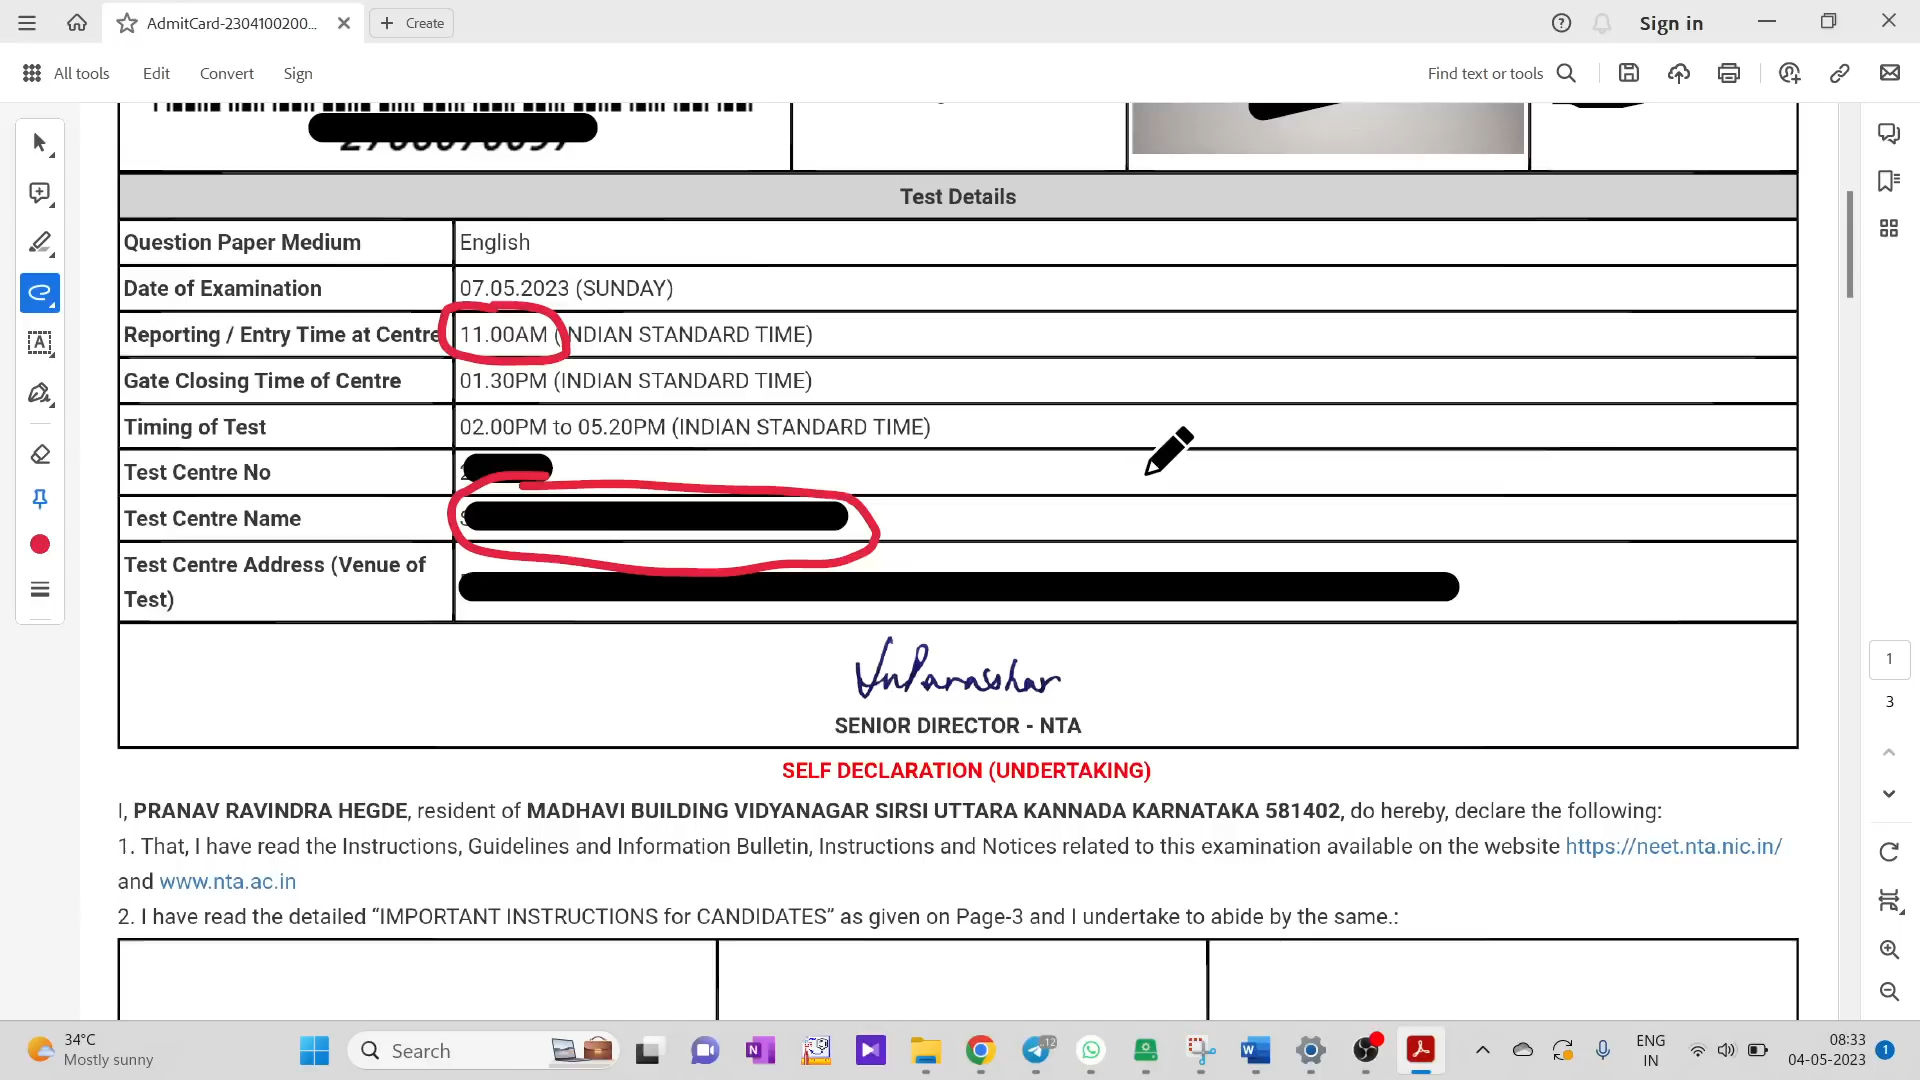 AdmitCard-2304100200...
Create
Sign in
All tools
Edit
Convert
Sign
Find text or tools
Test Details
Question Paper Medium English
Date of Examination 07.05.2023 (SUNDAY)
Reporting / Entry Time at Centre 11.00AM (INDIAN STANDARD TIME)
Gate Closing Time of Centre 01.30PM (INDIAN STANDARD TIME)
Timing of Test 02.00PM to 05.20PM (INDIAN STANDARD TIME)
Test Centre No
Test Centre Name
Test Centre Address (Venue of
Test)
SENIOR DIRECTOR - NTA
SELF DECLARATION (UNDERTAKING)
I, PRANAV RAVINDRA HEGDE, resident of MADHAVI BUILDING VIDYANAGAR SIRSI UTTARA KANNADA KARNATAKA 581402, do hereby, declare the following:
1. That, I have read the Instructions, Guidelines and Information Bulletin, Instructions and Notices related to this examination available on the website https://neet.nta.nic.in/
and www.nta.ac.in
2. I have read the detailed “IMPORTANT INSTRUCTIONS for CANDIDATES” as given on Page-3 and I undertake to abide by the same.:
1
3
34°C
Mostly sunny
Search
12
ENG
IN
08:33
04-05-2023
1